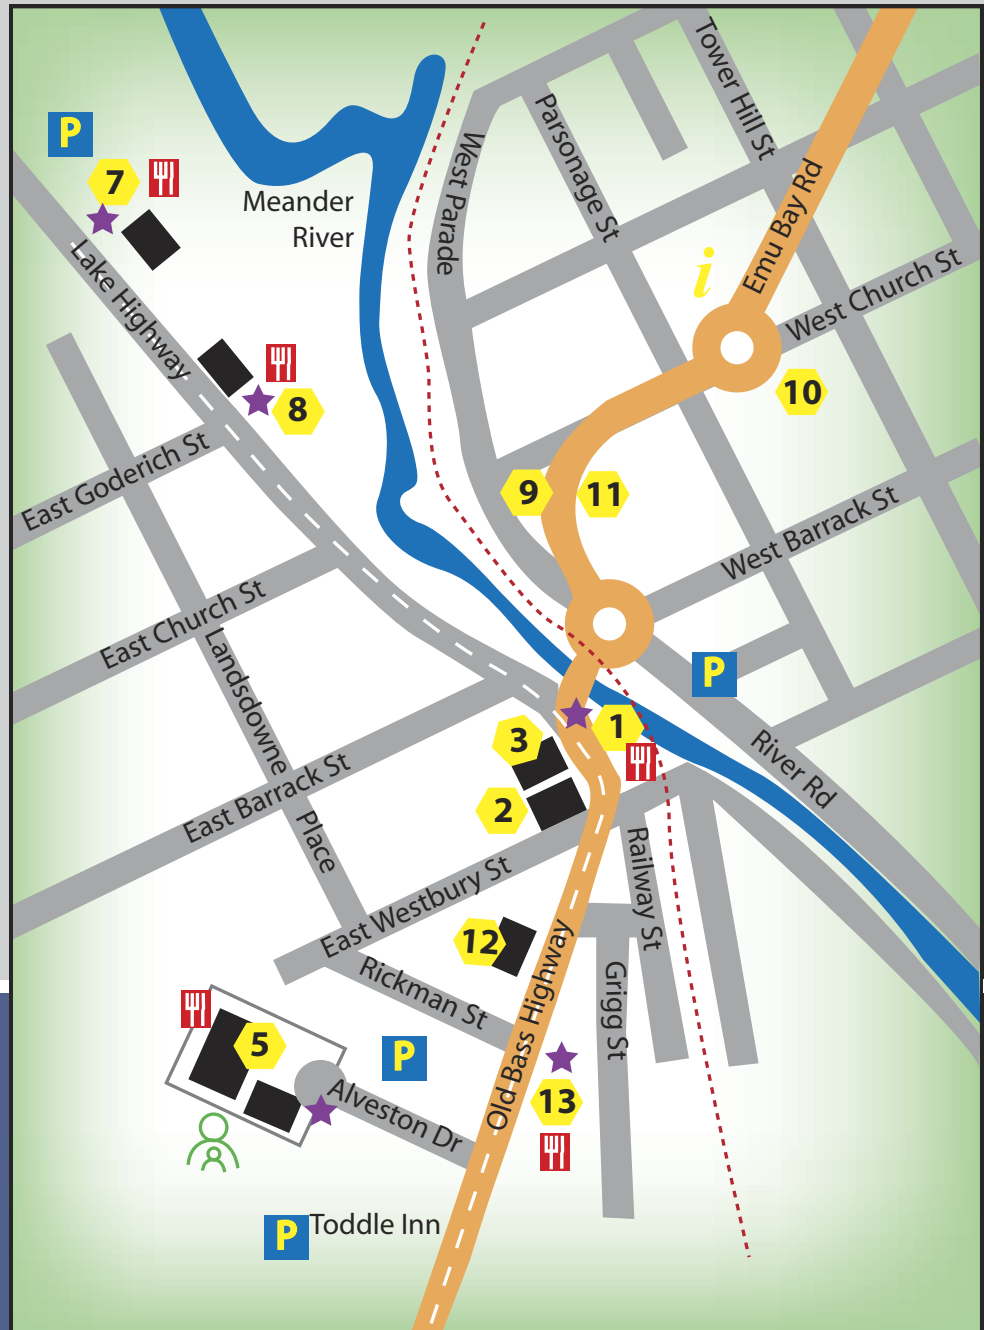 Tower Hill St
Parsonage St
P
West Parade
7
Meander
River
Emu Bay Rd
i
West Church St
Lake Highway
10
8
East Goderich St
9
11
West Barrack St
East Church St
Landsdowne
Place
P
1
3
River Rd
East Barrack St
2
Railway St
East Westbury St
12
Rickman St
Old Bass Highway
Grigg St
5
P
13
Alveston Dr
Toddle Inn
P